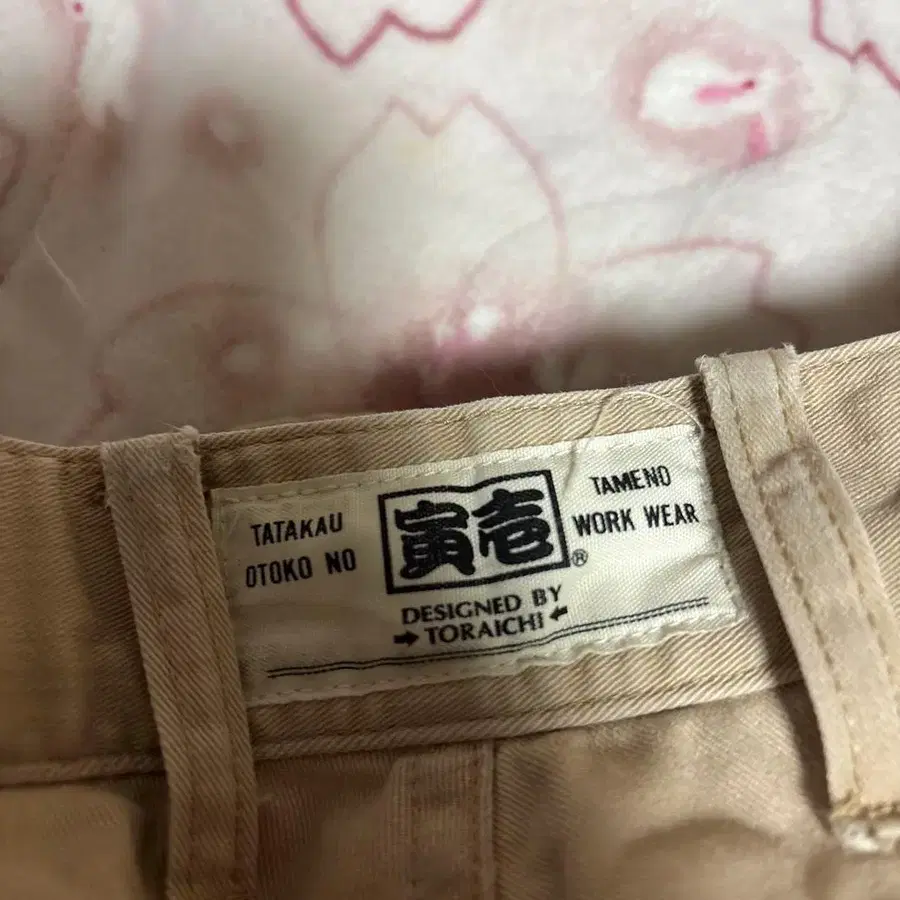 TATAKAU
OTOKO NO
寅壱®
TAMENO
WORK WEAR
DESIGNED BY
→ TORAICHI ←